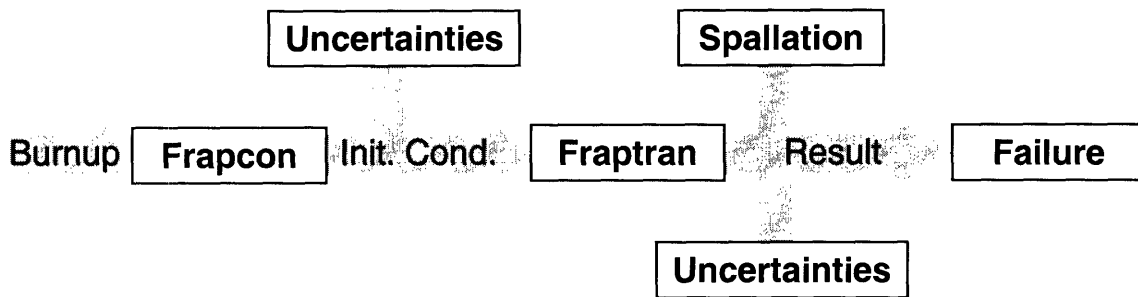 Uncertainties Spallation
Burnup Frapcon Init. Cond. Fraptran Result Failure
Uncertainties